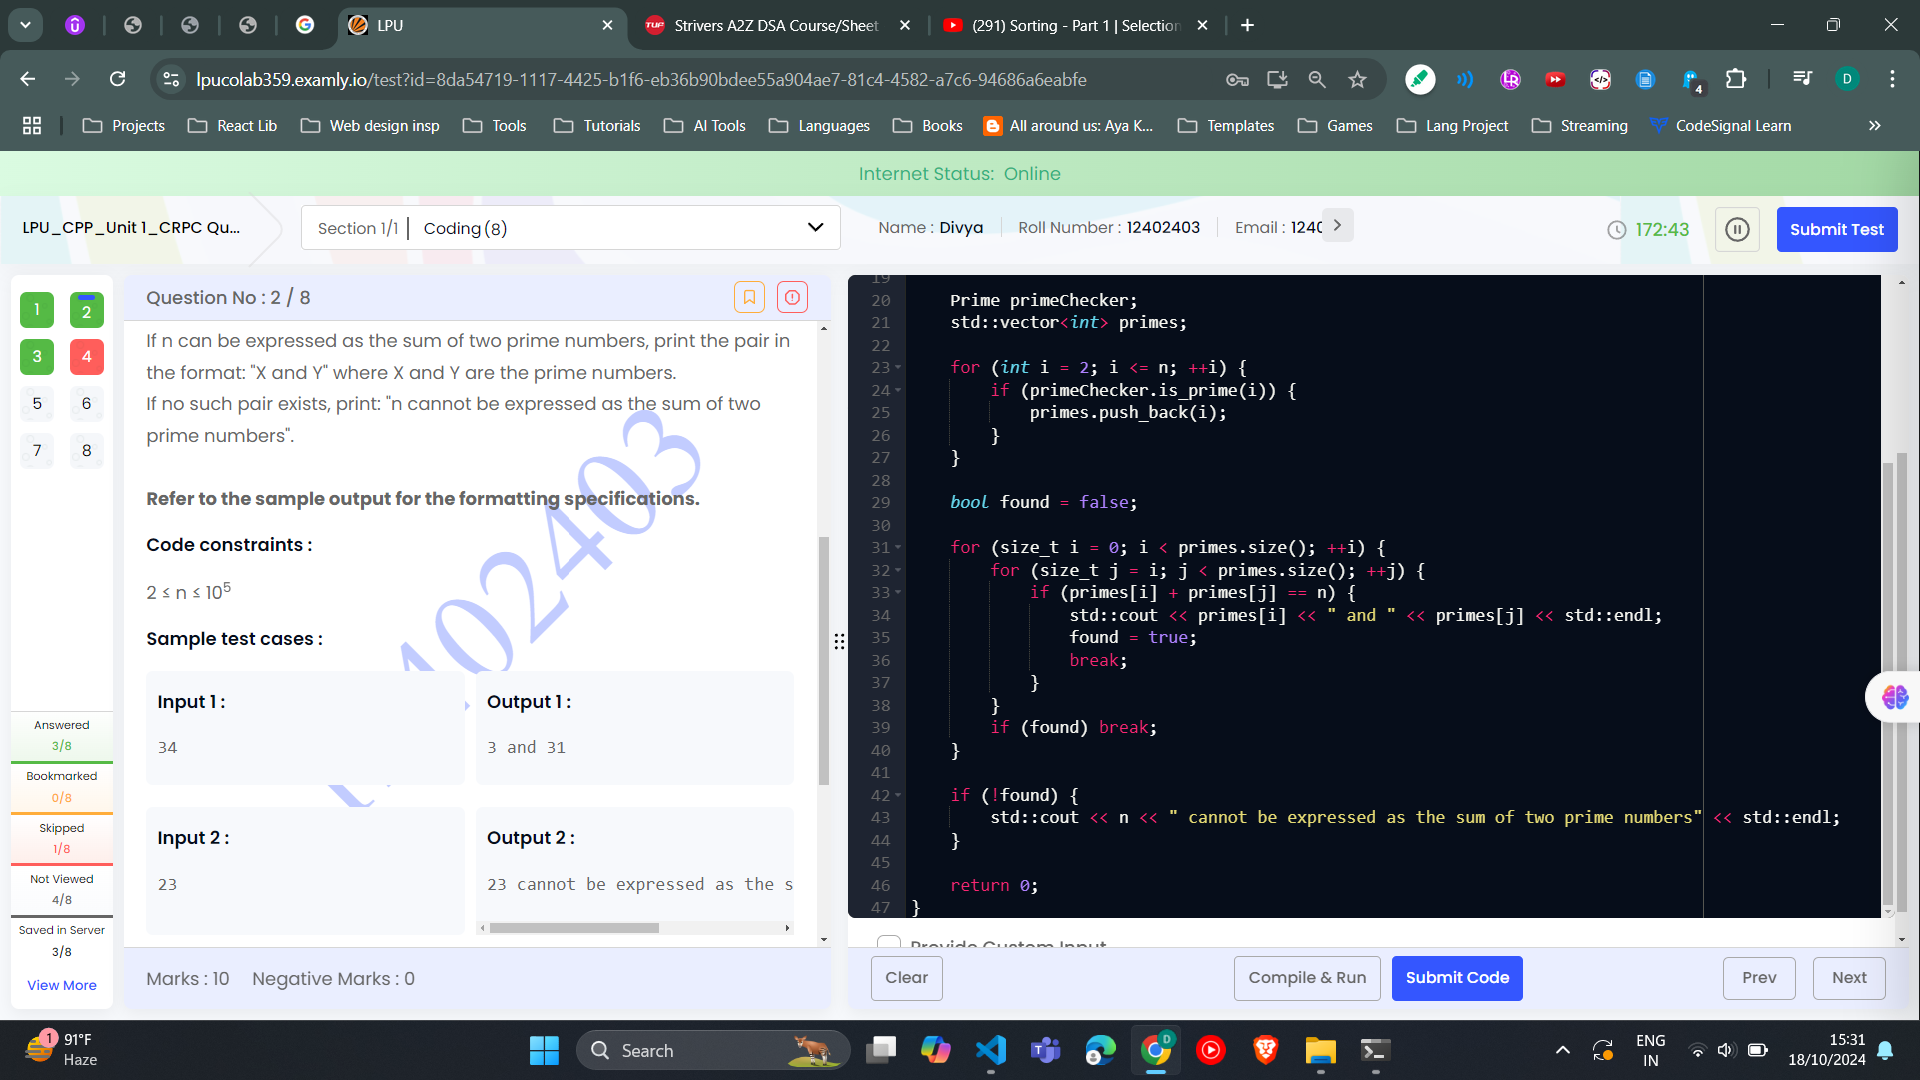 LPU
Strivers A2Z DSA Course/Sheet
(291) Sorting - Part 1 | Selection
lpucolab359.examly.io/test?id=8da54719-1117-4425-b1f6-eb36b90bdee55a904ae7-81c4-4582-a7c6-94686a6eabfe
4
D
Projects
React Lib
Web design insp
Tools
Tutorials
AI Tools
Languages
Books
All around us: Aya K...
Templates
Games
Lang Project
Streaming
CodeSignal Learn
Internet Status: Online
LPU_CPP_Unit 1_CRPC Qu...
Section 1/1 | Coding (8)
Name : Divya
Roll Number : 12402403
Email : 1240
172:43
Submit Test
1 2
3 4
5 6
7 8
Answered
3/8
Bookmarked
0/8
Skipped
1/8
Not Viewed
4/8
Saved in Server
3/8
View More
Question No : 2 / 8
If n can be expressed as the sum of two prime numbers, print the pair in
the format: "X and Y" where X and Y are the prime numbers.
If no such pair exists, print: "n cannot be expressed as the sum of two
prime numbers".
Refer to the sample output for the formatting specifications.
Code constraints :
2 ≤ n ≤ 10⁵
Sample test cases :
Input 1 :
34
Output 1 :
3 and 31
Input 2 :
23
Output 2 :
23 cannot be expressed as the s
Marks : 10 Negative Marks : 0
19
20 Prime primeChecker;
21 std::vector<int> primes;
22
23 for (int i = 2; i <= n; ++i) {
24 if (primeChecker.is_prime(i)) {
25 primes.push_back(i);
26 }
27 }
28
29 bool found = false;
30
31 for (size_t i = 0; i < primes.size(); ++i) {
32 for (size_t j = i; j < primes.size(); ++j) {
33 if (primes[i] + primes[j] == n) {
34 std::cout << primes[i] << " and " << primes[j] << std::endl;
35 found = true;
36 break;
37 }
38 }
39 if (found) break;
40 }
41
42 if (!found) {
43 std::cout << n << " cannot be expressed as the sum of two prime numbers" << std::endl;
44 }
45
46 return 0;
47 }
Provide Custom Input
Clear
Compile & Run
Submit Code
Prev
Next
1
91°F
Haze
Search
D
ENG
IN
15:31
18/10/2024